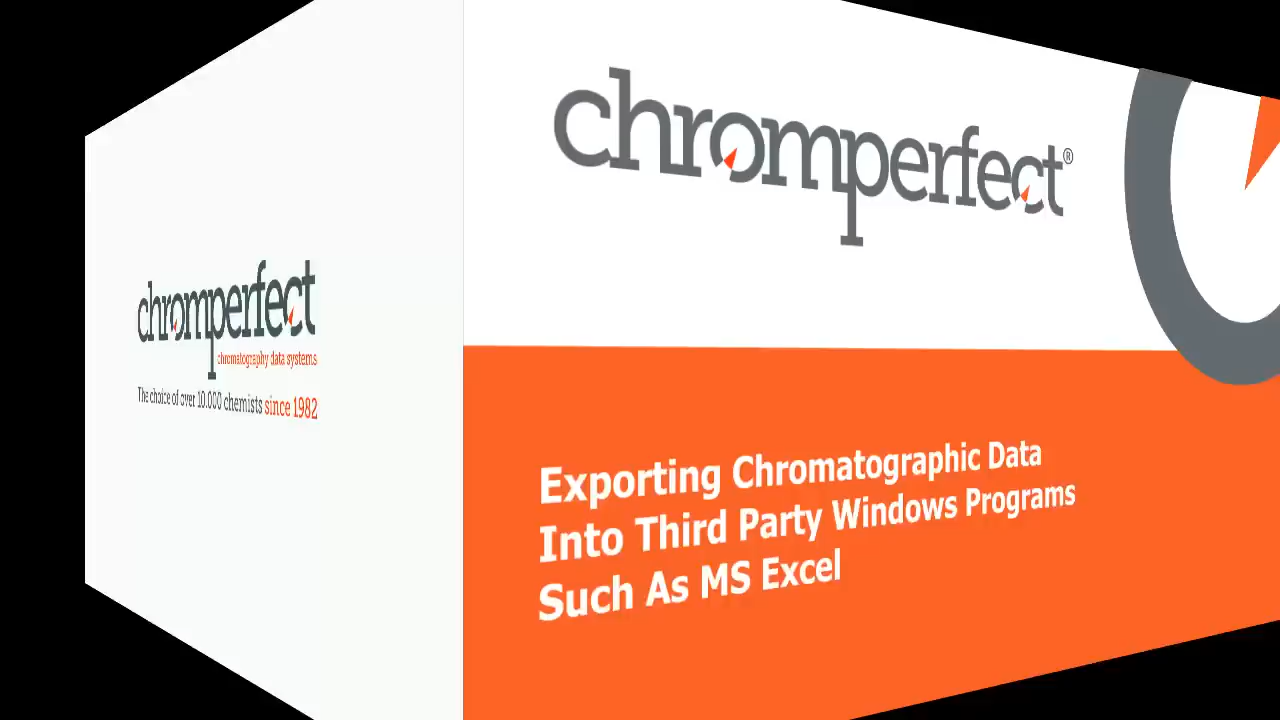 chromperfect
chromatography data systems
The choice of over 10.000 chemists since 1982
chromperfect®
Exporting Chromatographic Data
Into Third Party Windows Programs
Such As MS Excel